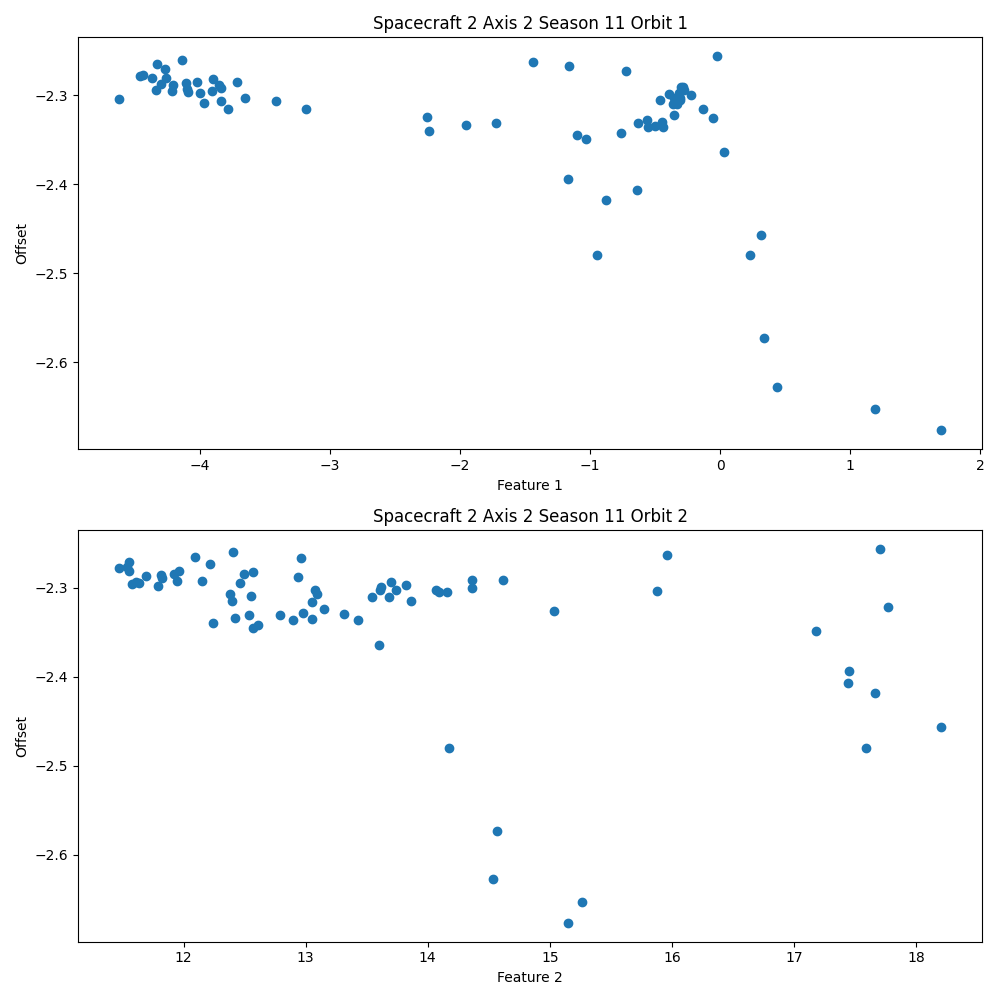 Spacecraft 2 Axis 2 Season 11 Orbit 1
−2.3
−2.4
−2.5
−2.6
Offset
−4 −3 −2 −1 0 1 2
Feature 1
Spacecraft 2 Axis 2 Season 11 Orbit 2
−2.3
−2.4
−2.5
−2.6
Offset
12 13 14 15 16 17 18
Feature 2